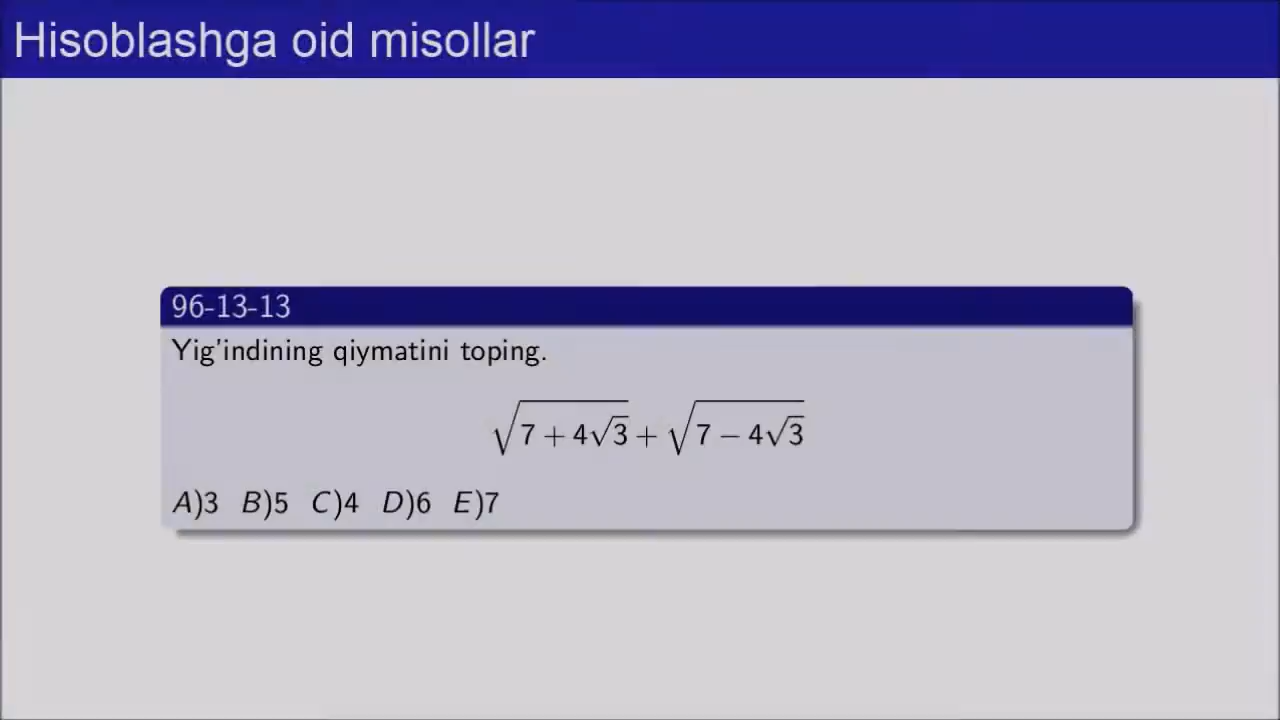 Hisoblashga oid misollar
96-13-13
Yig'indining qiymatini toping.
√(7 + 4√3) + √(7 − 4√3)
A)3 B)5 C)4 D)6 E)7